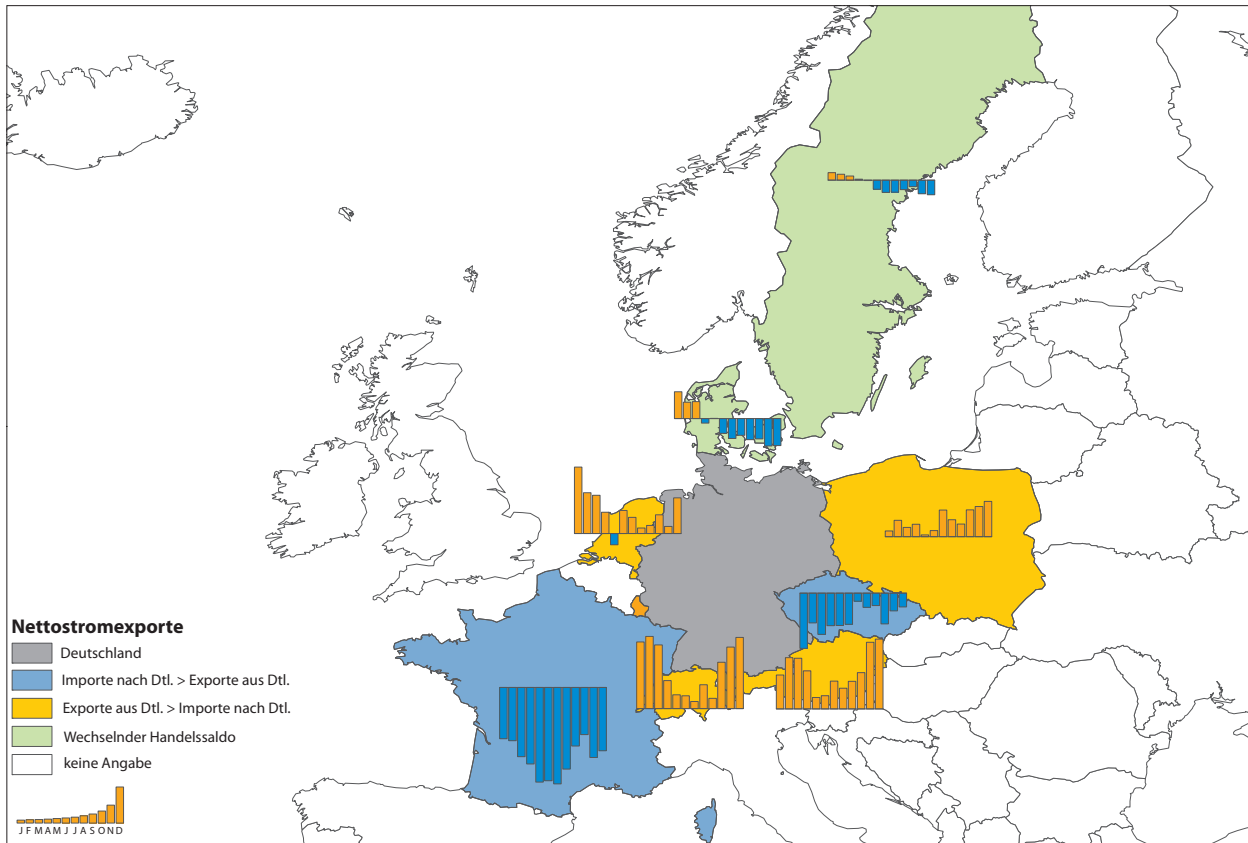 Nettostromexporte
Deutschland
Importe nach Dtl. > Exporte aus Dtl.
Exporte aus Dtl. > Importe nach Dtl.
Wechselnder Handelssaldo
keine Angabe
J F M A M J J A S O N D